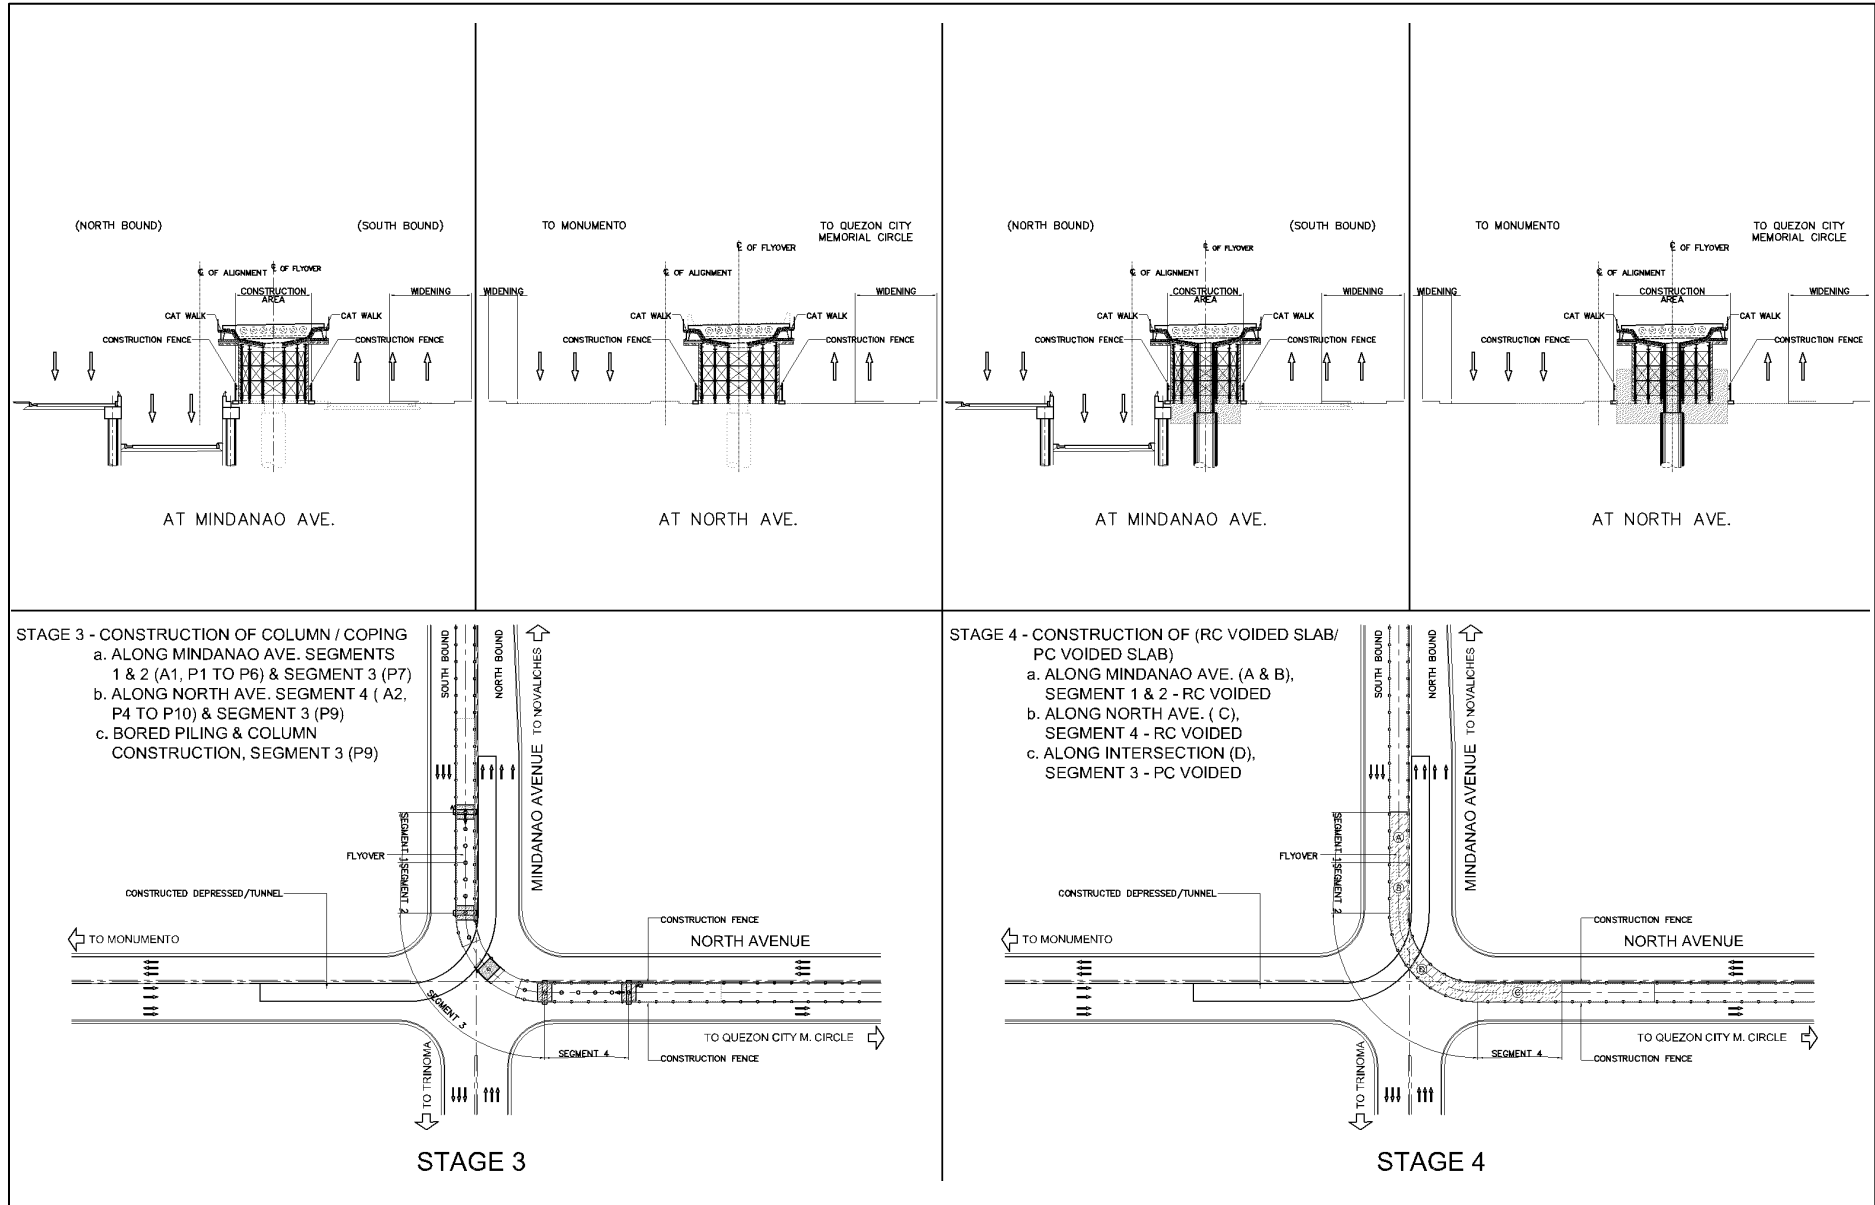 (NORTH BOUND)
(SOUTH BOUND)
℄ OF ALIGNMENT
℄ OF FLYOVER
CONSTRUCTION
AREA
WIDENING
CAT WALK
CAT WALK
CONSTRUCTION FENCE
CONSTRUCTION FENCE
AT MINDANAO AVE.
TO MONUMENTO
TO QUEZON CITY
MEMORIAL CIRCLE
℄ OF FLYOVER
℄ OF ALIGNMENT
WIDENING
WIDENING
CAT WALK
CAT WALK
CONSTRUCTION FENCE
CONSTRUCTION FENCE
AT NORTH AVE.
(NORTH BOUND)
(SOUTH BOUND)
℄ OF FLYOVER
℄ OF ALIGNMENT
CONSTRUCTION
AREA
WIDENING
CAT WALK
CAT WALK
CONSTRUCTION FENCE
CONSTRUCTION FENCE
AT MINDANAO AVE.
TO MONUMENTO
TO QUEZON CITY
MEMORIAL CIRCLE
℄ OF FLYOVER
℄ OF ALIGNMENT
WIDENING
CONSTRUCTION
AREA
WIDENING
CAT WALK
CAT WALK
CONSTRUCTION FENCE
CONSTRUCTION FENCE
AT NORTH AVE.
STAGE 3 - CONSTRUCTION OF COLUMN / COPING
a. ALONG MINDANAO AVE. SEGMENTS
1 & 2 (A1, P1 TO P6) & SEGMENT 3 (P7)
b. ALONG NORTH AVE. SEGMENT 4 ( A2,
P4 TO P10) & SEGMENT 3 (P9)
c. BORED PILING & COLUMN
CONSTRUCTION, SEGMENT 3 (P9)
SOUTH BOUND
NORTH BOUND
MINDANAO AVENUE TO NOVALICHES
SEGMENT 1
SEGMENT 2
FLYOVER
CONSTRUCTED DEPRESSED/TUNNEL
TO MONUMENTO
CONSTRUCTION FENCE
NORTH AVENUE
SEGMENT 3
TO QUEZON CITY M. CIRCLE
SEGMENT 4
CONSTRUCTION FENCE
TO TRINOMA
STAGE 3
STAGE 4 - CONSTRUCTION OF (RC VOIDED SLAB/
PC VOIDED SLAB)
a. ALONG MINDANAO AVE. (A & B),
SEGMENT 1 & 2 - RC VOIDED
b. ALONG NORTH AVE. ( C),
SEGMENT 4 - RC VOIDED
c. ALONG INTERSECTION (D),
SEGMENT 3 - PC VOIDED
SOUTH BOUND
NORTH BOUND
MINDANAO AVENUE TO NOVALICHES
SEGMENT 1
SEGMENT 2
A
FLYOVER
B
CONSTRUCTED DEPRESSED/TUNNEL
TO MONUMENTO
CONSTRUCTION FENCE
NORTH AVENUE
D
C
TO QUEZON CITY M. CIRCLE
SEGMENT 4
CONSTRUCTION FENCE
TO TRINOMA
STAGE 4